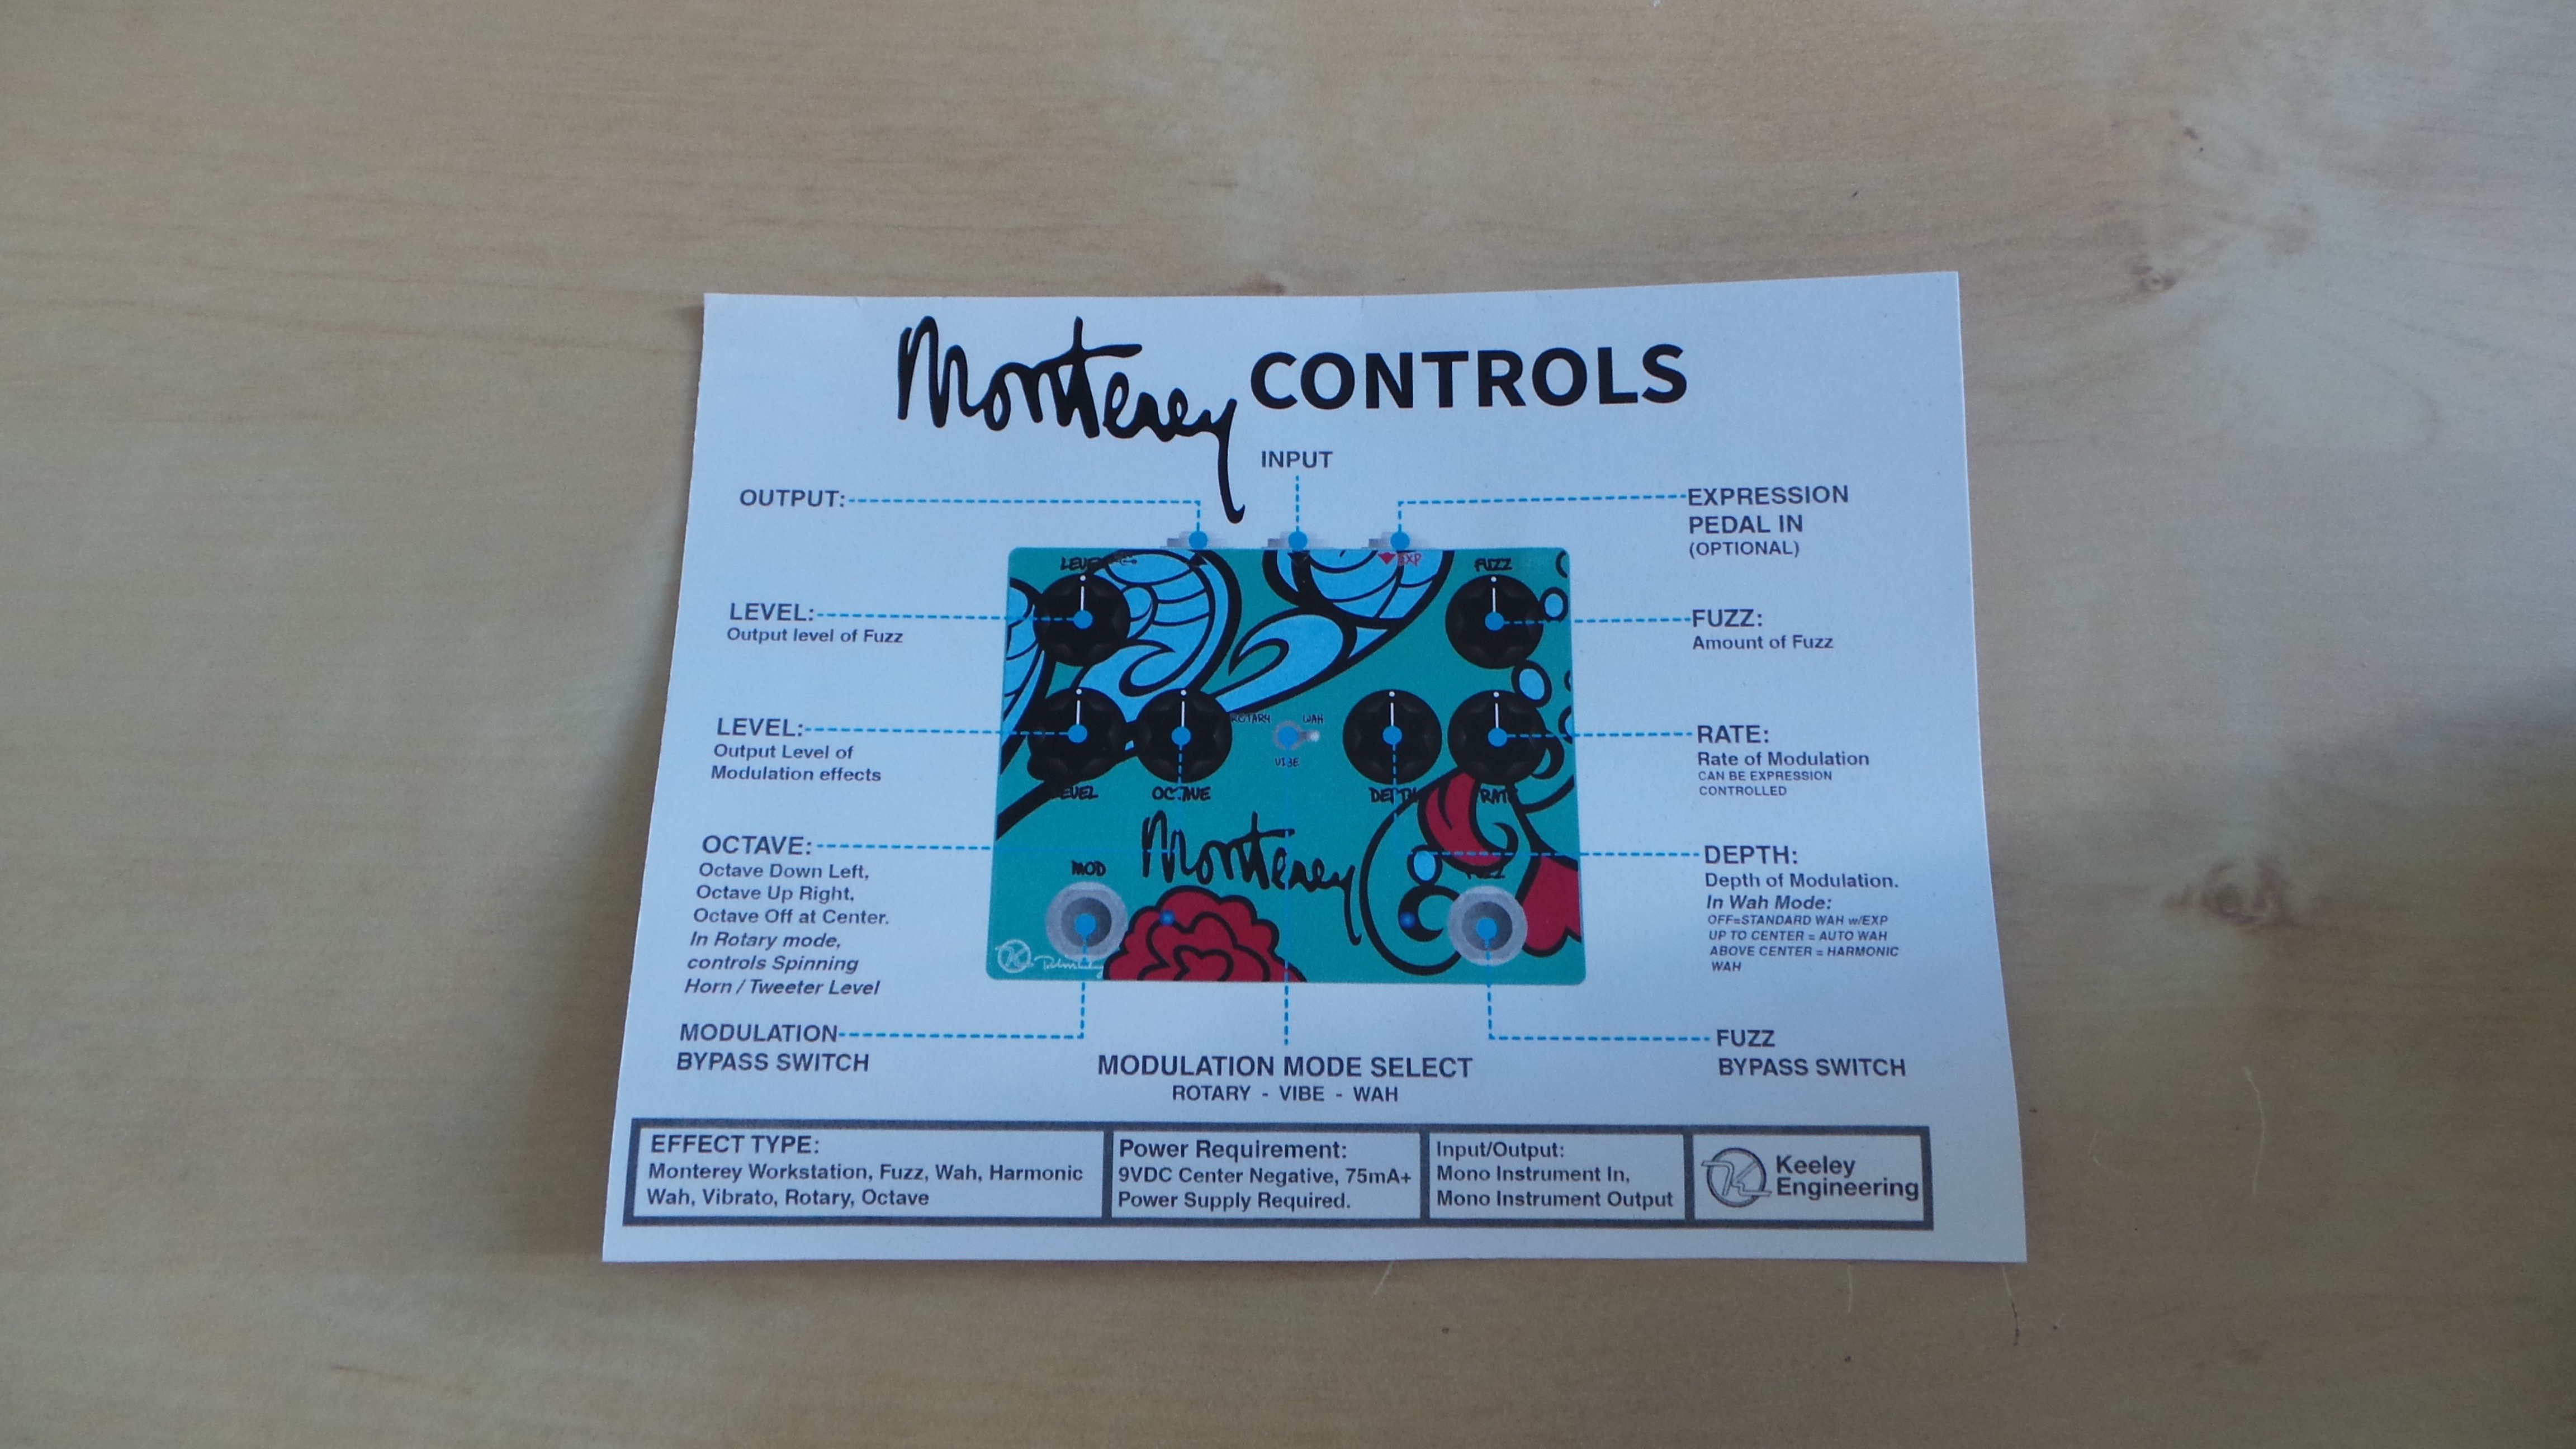 Monterey CONTROLS
INPUT
OUTPUT:
EXPRESSION
PEDAL IN
(OPTIONAL)
LEVEL:
Output level of Fuzz
FUZZ:
Amount of Fuzz
LEVEL:
Output Level of
Modulation effects
RATE:
Rate of Modulation
CAN BE EXPRESSION
CONTROLLED
OCTAVE:
Octave Down Left,
Octave Up Right,
Octave Off at Center.
In Rotary mode,
controls Spinning
Horn / Tweeter Level
DEPTH:
Depth of Modulation.
In Wah Mode:
OFF=STANDARD WAH w/EXP
UP TO CENTER = AUTO WAH
ABOVE CENTER = HARMONIC
WAH
LEVEL
EXP
FUZZ
ROTARY
WAH
VIBE
LEVEL
OCTAVE
DEPTH
RATE
Monterey
MOD
FUZZ
MODULATION
BYPASS SWITCH
MODULATION MODE SELECT
ROTARY - VIBE - WAH
FUZZ
BYPASS SWITCH
EFFECT TYPE:
Monterey Workstation, Fuzz, Wah, Harmonic
Wah, Vibrato, Rotary, Octave
Power Requirement:
9VDC Center Negative, 75mA+
Power Supply Required.
Input/Output:
Mono Instrument In,
Mono Instrument Output
Keeley
Engineering